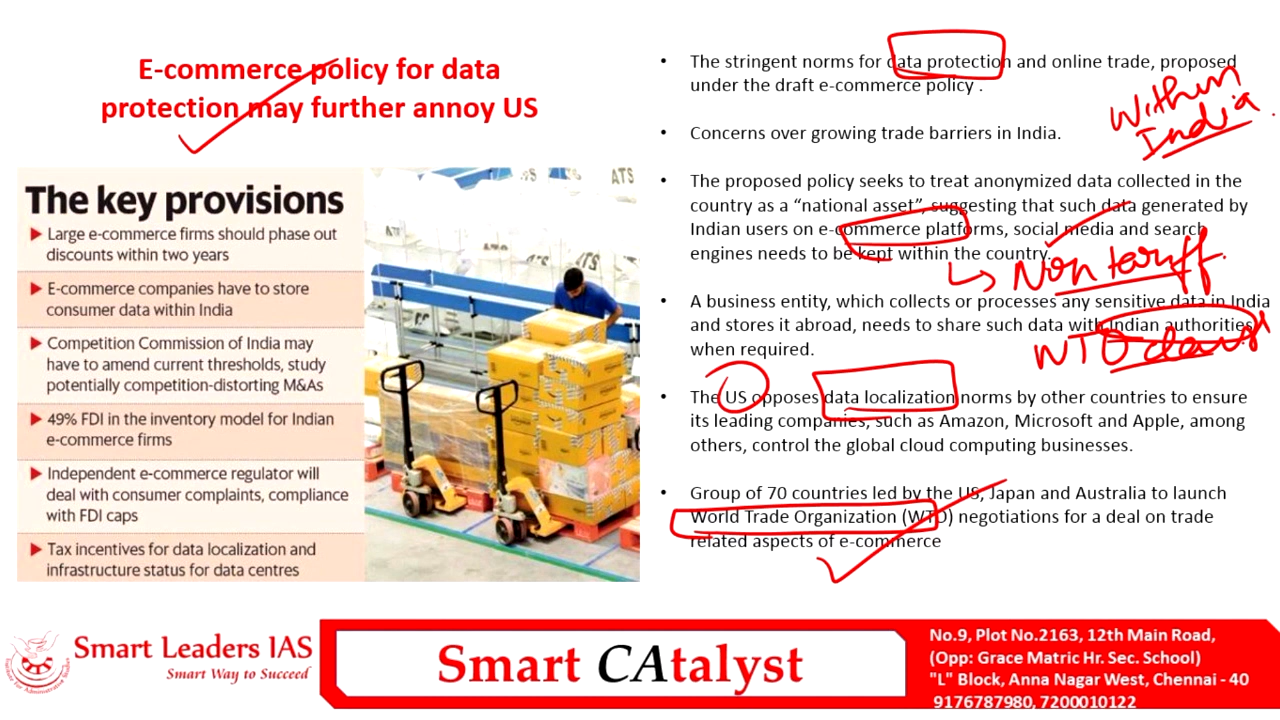 E-commerce policy for data
protection may further annoy US
The key provisions
Large e-commerce firms should phase out
discounts within two years
E-commerce companies have to store
consumer data within India
Competition Commission of India may
have to amend current thresholds, study
potentially competition-distorting M&As
49% FDI in the inventory model for Indian
e-commerce firms
Independent e-commerce regulator will
deal with consumer complaints, compliance
with FDI caps
Tax incentives for data localization and
infrastructure status for data centres
ATS
• The stringent norms for data protection and online trade, proposed
under the draft e-commerce policy .
• Concerns over growing trade barriers in India.
Within
India
• The proposed policy seeks to treat anonymized data collected in the
country as a “national asset”, suggesting that such data generated by
Indian users on e-commerce platforms, social media and search
engines needs to be kept within the country.
Non tariff
• A business entity, which collects or processes any sensitive data in India
and stores it abroad, needs to share such data with Indian authorities
when required.
WTO
• The US opposes data localization norms by other countries to ensure
its leading companies, such as Amazon, Microsoft and Apple, among
others, control the global cloud computing businesses.
• Group of 70 countries led by the US, Japan and Australia to launch
World Trade Organization (WTO) negotiations for a deal on trade
related aspects of e-commerce
Smart Leaders IAS
Smart Way to Succeed
Smart CAtalyst
No.9, Plot No.2163, 12th Main Road,
(Opp: Grace Matric Hr. Sec. School)
"L" Block, Anna Nagar West, Chennai - 40
9176787980, 7200010122